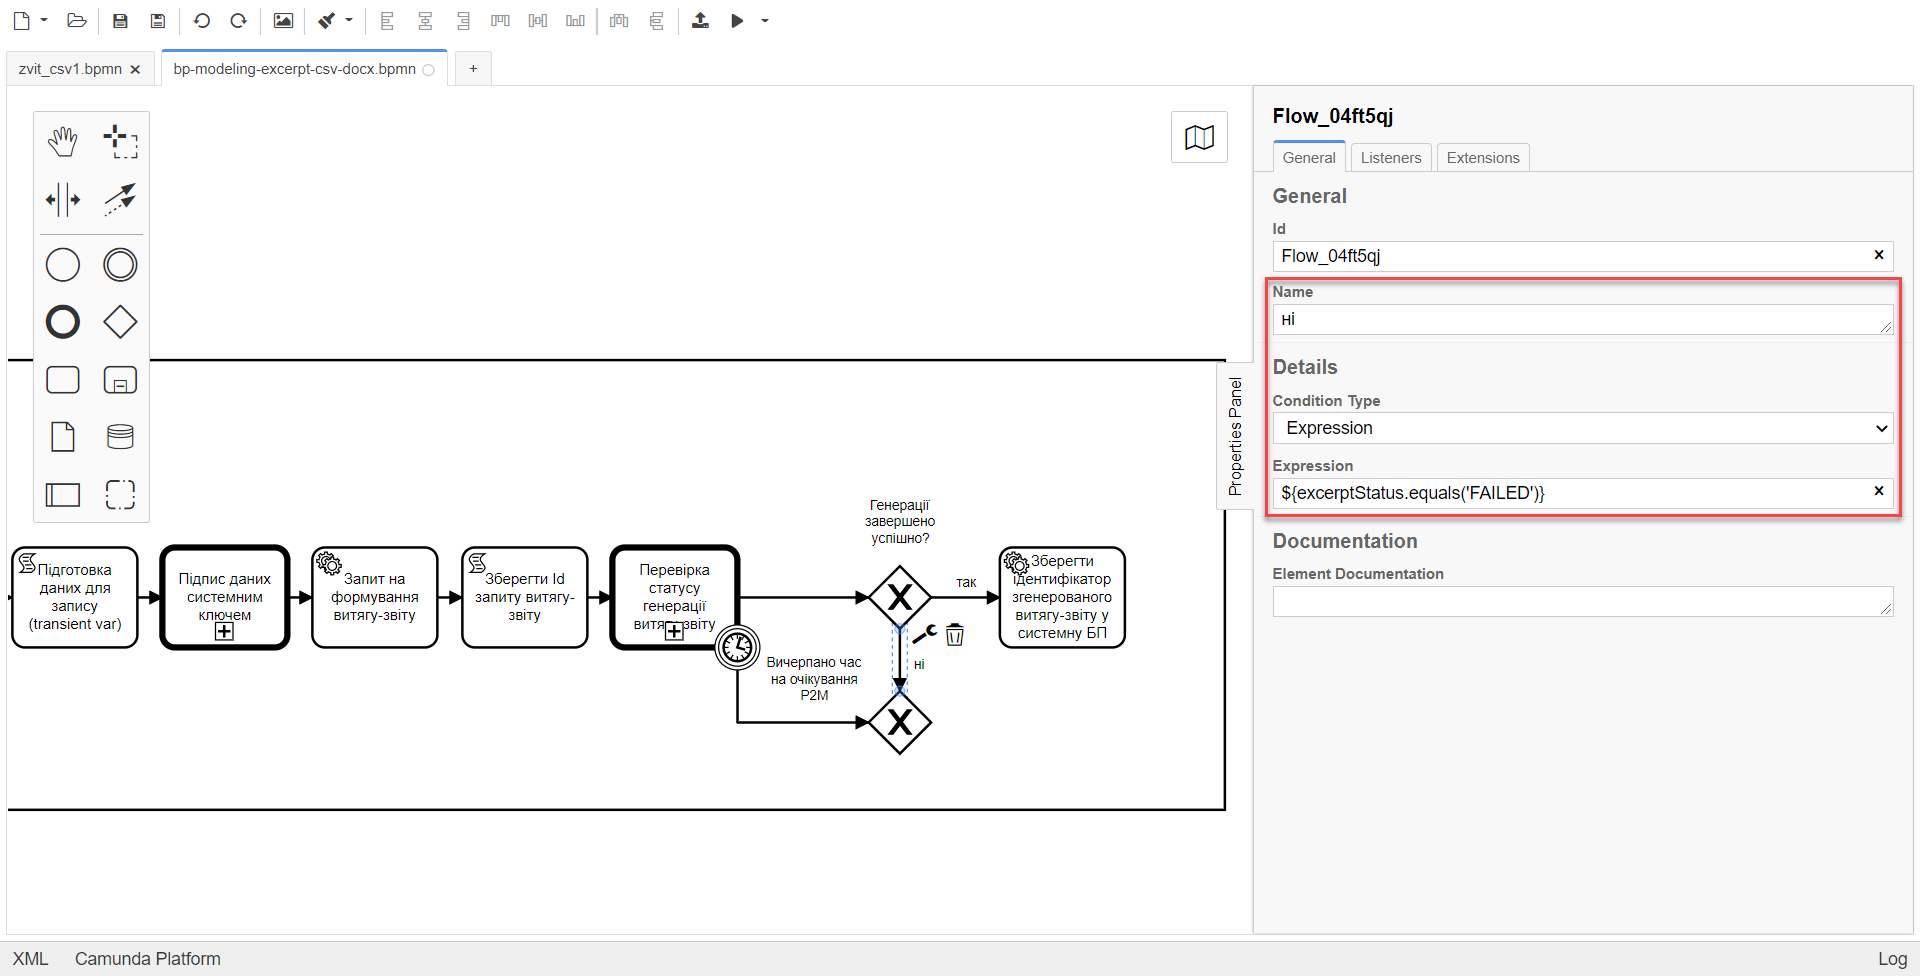 zvit_csv1.bpmn
bp-modeling-excerpt-csv-docx.bpmn
+
Flow_04ft5qj
General
Listeners
Extensions
General
Id
Flow_04ft5qj
Name
ні
Details
Condition Type
Expression
Expression
${excerptStatus.equals('FAILED')}
Documentation
Element Documentation
Properties Panel
Підготовка
даних для
запису
(transient var)
Підпис даних
системним
ключем
Запит на
формування
витягу-звіту
Зберегти Id
запиту витягу-
звіту
Перевірка
статусу
генерації
витягу-звіту
Генерації
завершено
успішно?
так
ні
Вичерпано час
на очікування
P2M
Зберегти
ідентифікатор
згенерованого
витягу-звіту у
системну БП
XML
Camunda Platform
Log